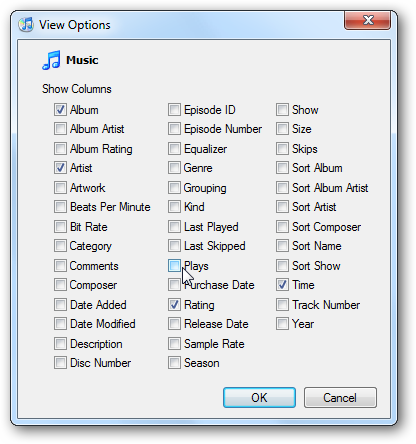 View Options
Music
Show Columns
Album
Album Artist
Album Rating
Artist
Artwork
Beats Per Minute
Bit Rate
Category
Comments
Composer
Date Added
Date Modified
Description
Disc Number
Episode ID
Episode Number
Equalizer
Genre
Grouping
Kind
Last Played
Last Skipped
Plays
Purchase Date
Rating
Release Date
Sample Rate
Season
Show
Size
Skips
Sort Album
Sort Album Artist
Sort Artist
Sort Composer
Sort Name
Sort Show
Time
Track Number
Year
OK
Cancel